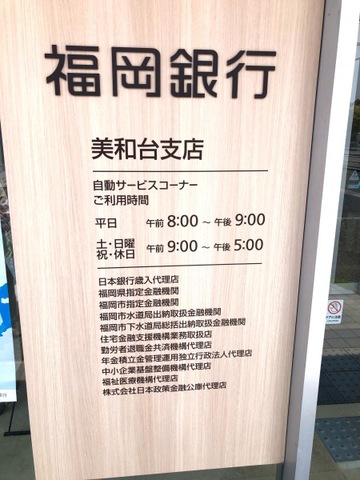 福岡銀行
美和台支店
自動サービスコーナー
ご利用時間
平日 午前 8:00 ～ 午後 9:00
土・日曜
祝・休日 午前 9:00 ～ 午後 5:00
日本銀行歳入代理店
福岡県指定金融機関
福岡市指定金融機関
福岡市水道局出納取扱金融機関
福岡市下水道局総括出納取扱金融機関
住宅金融支援機構業務取扱店
勤労者退職金共済機構代理店
年金積立金管理運用独立行政法人代理店
中小企業基盤整備機構代理店
福祉医療機構代理店
株式会社日本政策金融公庫代理店